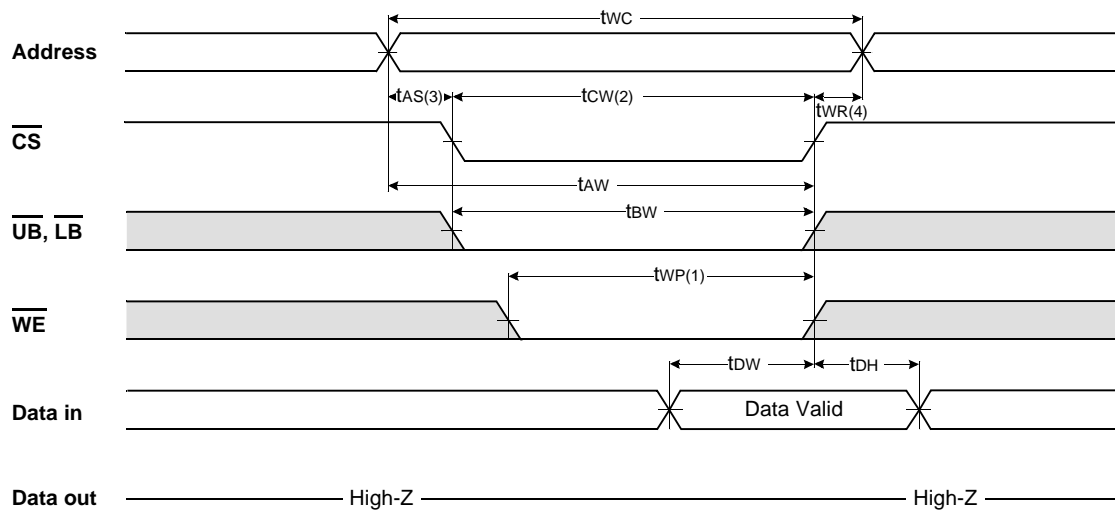 tWC
Address
tAS(3) tCW(2) tWR(4)
CS
tAW
UB, LB tBW
tWP(1)
WE
tDW tDH
Data in Data Valid
Data out High-Z High-Z